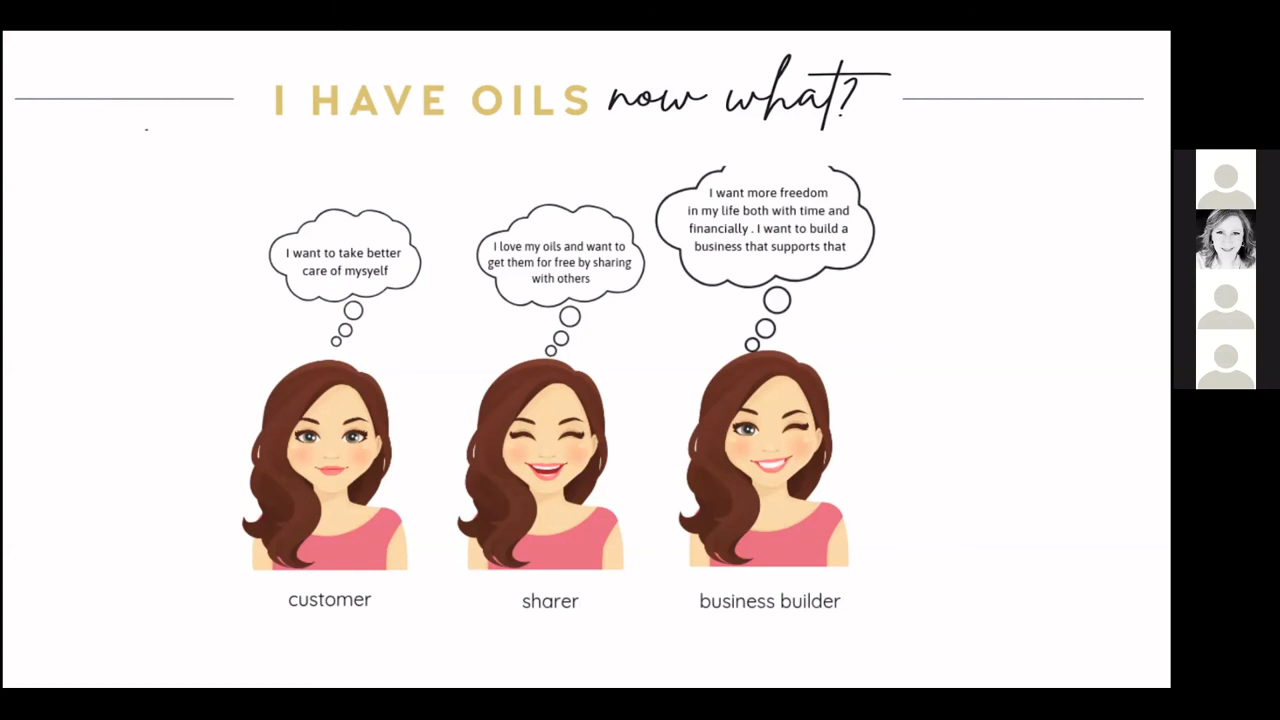 I HAVE OILS now what?
I want to take better
care of mysyelf
I love my oils and want to
get them for free by sharing
with others
I want more freedom
in my life both with time and
financially . I want to build a
business that supports that
customer
sharer
business builder